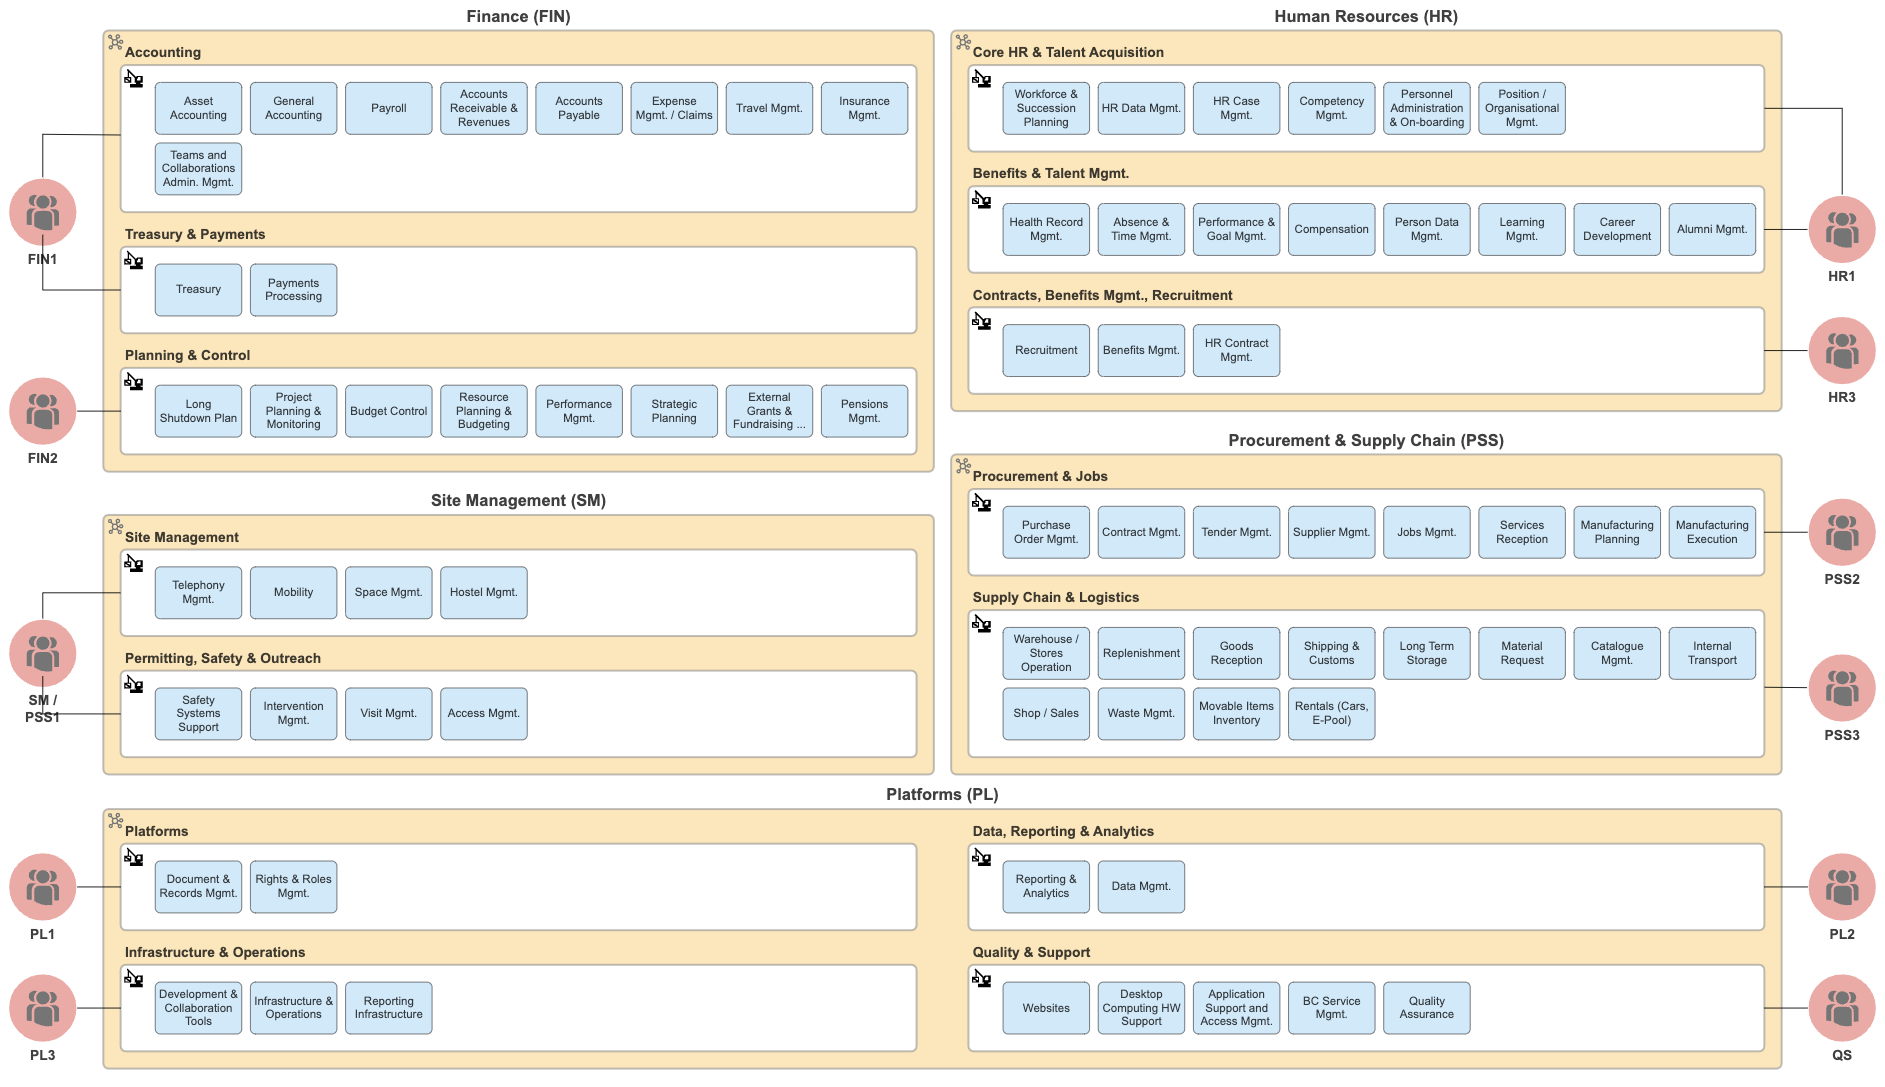 Finance (FIN)
Accounting
Asset
Accounting
General
Accounting
Payroll
Accounts
Receivable &
Revenues
Accounts
Payable
Expense
Mgmt. / Claims
Travel Mgmt.
Insurance
Mgmt.
Teams and
Collaborations
Admin. Mgmt.
FIN1
Treasury & Payments
Treasury
Payments
Processing
Planning & Control
Long
Shutdown Plan
Project
Planning &
Monitoring
Budget Control
Resource
Planning &
Budgeting
Performance
Mgmt.
Strategic
Planning
External
Grants &
Fundraising ...
Pensions
Mgmt.
FIN2
Human Resources (HR)
Core HR & Talent Acquisition
Workforce &
Succession
Planning
HR Data Mgmt.
HR Case
Mgmt.
Competency
Mgmt.
Personnel
Administration
& On-boarding
Position /
Organisational
Mgmt.
Benefits & Talent Mgmt.
Health Record
Mgmt.
Absence &
Time Mgmt.
Performance &
Goal Mgmt.
Compensation
Person Data
Mgmt.
Learning
Mgmt.
Career
Development
Alumni Mgmt.
HR1
Contracts, Benefits Mgmt., Recruitment
Recruitment
Benefits Mgmt.
HR Contract
Mgmt.
HR3
Site Management (SM)
Site Management
Telephony
Mgmt.
Mobility
Space Mgmt.
Hostel Mgmt.
SM /
PSS1
Permitting, Safety & Outreach
Safety
Systems
Support
Intervention
Mgmt.
Visit Mgmt.
Access Mgmt.
Procurement & Supply Chain (PSS)
Procurement & Jobs
Purchase
Order Mgmt.
Contract Mgmt.
Tender Mgmt.
Supplier Mgmt.
Jobs Mgmt.
Services
Reception
Manufacturing
Planning
Manufacturing
Execution
PSS2
Supply Chain & Logistics
Warehouse /
Stores
Operation
Replenishment
Goods
Reception
Shipping &
Customs
Long Term
Storage
Material
Request
Catalogue
Mgmt.
Internal
Transport
Shop / Sales
Waste Mgmt.
Movable Items
Inventory
Rentals (Cars,
E-Pool)
PSS3
Platforms (PL)
Platforms
Document &
Records Mgmt.
Rights & Roles
Mgmt.
PL1
Data, Reporting & Analytics
Reporting &
Analytics
Data Mgmt.
PL2
Infrastructure & Operations
Development &
Collaboration
Tools
Infrastructure &
Operations
Reporting
Infrastructure
PL3
Quality & Support
Websites
Desktop
Computing HW
Support
Application
Support and
Access Mgmt.
BC Service
Mgmt.
Quality
Assurance
QS